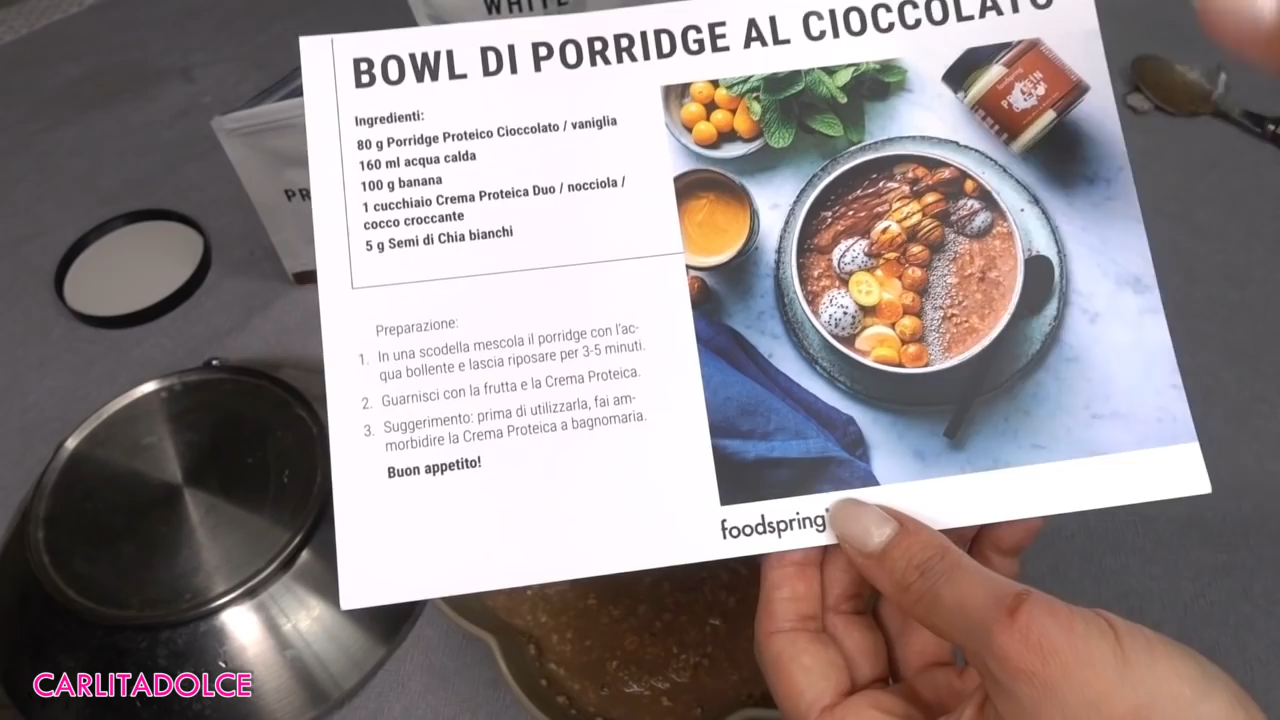 WHITE
BOWL DI PORRIDGE AL CIOCCOLATO
Ingredienti:
80 g Porridge Proteico Cioccolato / vaniglia
160 ml acqua calda
100 g banana
1 cucchiaio Crema Proteica Duo / nocciola /
cocco croccante
5 g Semi di Chia bianchi
PR
Preparazione:
1. In una scodella mescola il porridge con l'ac-
qua bollente e lascia riposare per 3-5 minuti.
2. Guarnisci con la frutta e la Crema Proteica.
3. Suggerimento: prima di utilizzarla, fai am-
morbidire la Crema Proteica a bagnomaria.
Buon appetito!
foodspring
PROTEIN
CREAM
foodspring
CARLITADOLCE